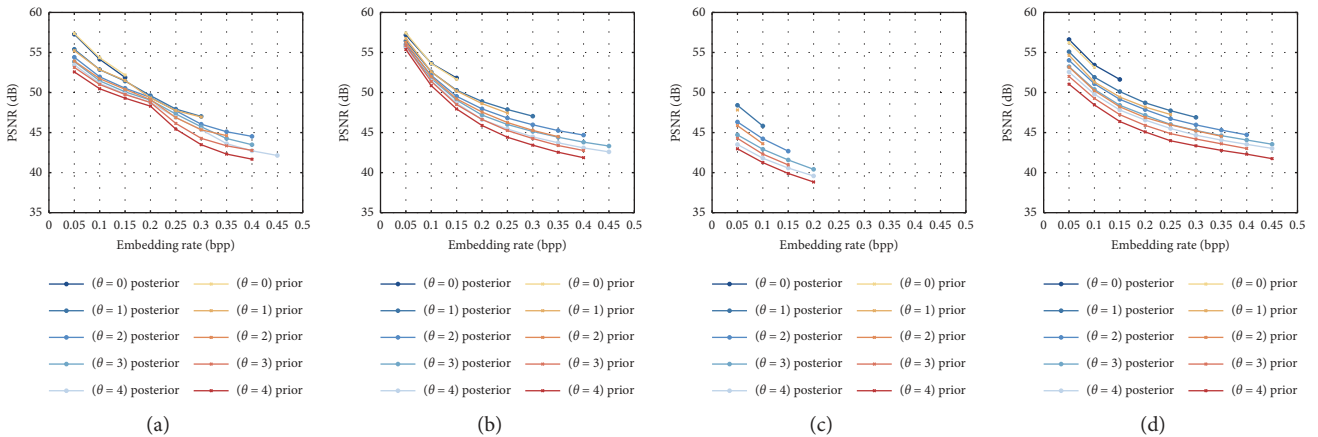 60
55
50
45
40
35
PSNR (dB)
0 0.05 0.1 0.15 0.2 0.25 0.3 0.35 0.4 0.45 0.5
Embedding rate (bpp)
(θ = 0) posterior (θ = 0) prior
(θ = 1) posterior (θ = 1) prior
(θ = 2) posterior (θ = 2) prior
(θ = 3) posterior (θ = 3) prior
(θ = 4) posterior (θ = 4) prior
(a)
60
55
50
45
40
35
PSNR (dB)
0 0.05 0.1 0.15 0.2 0.25 0.3 0.35 0.4 0.45 0.5
Embedding rate (bpp)
(θ = 0) posterior (θ = 0) prior
(θ = 1) posterior (θ = 1) prior
(θ = 2) posterior (θ = 2) prior
(θ = 3) posterior (θ = 3) prior
(θ = 4) posterior (θ = 4) prior
(b)
60
55
50
45
40
35
PSNR (dB)
0 0.05 0.1 0.15 0.2 0.25 0.3 0.35 0.4 0.45 0.5
Embedding rate (bpp)
(θ = 0) posterior (θ = 0) prior
(θ = 1) posterior (θ = 1) prior
(θ = 2) posterior (θ = 2) prior
(θ = 3) posterior (θ = 3) prior
(θ = 4) posterior (θ = 4) prior
(c)
60
55
50
45
40
35
PSNR (dB)
0 0.05 0.1 0.15 0.2 0.25 0.3 0.35 0.4 0.45 0.5
Embedding rate (bpp)
(θ = 0) posterior (θ = 0) prior
(θ = 1) posterior (θ = 1) prior
(θ = 2) posterior (θ = 2) prior
(θ = 3) posterior (θ = 3) prior
(θ = 4) posterior (θ = 4) prior
(d)